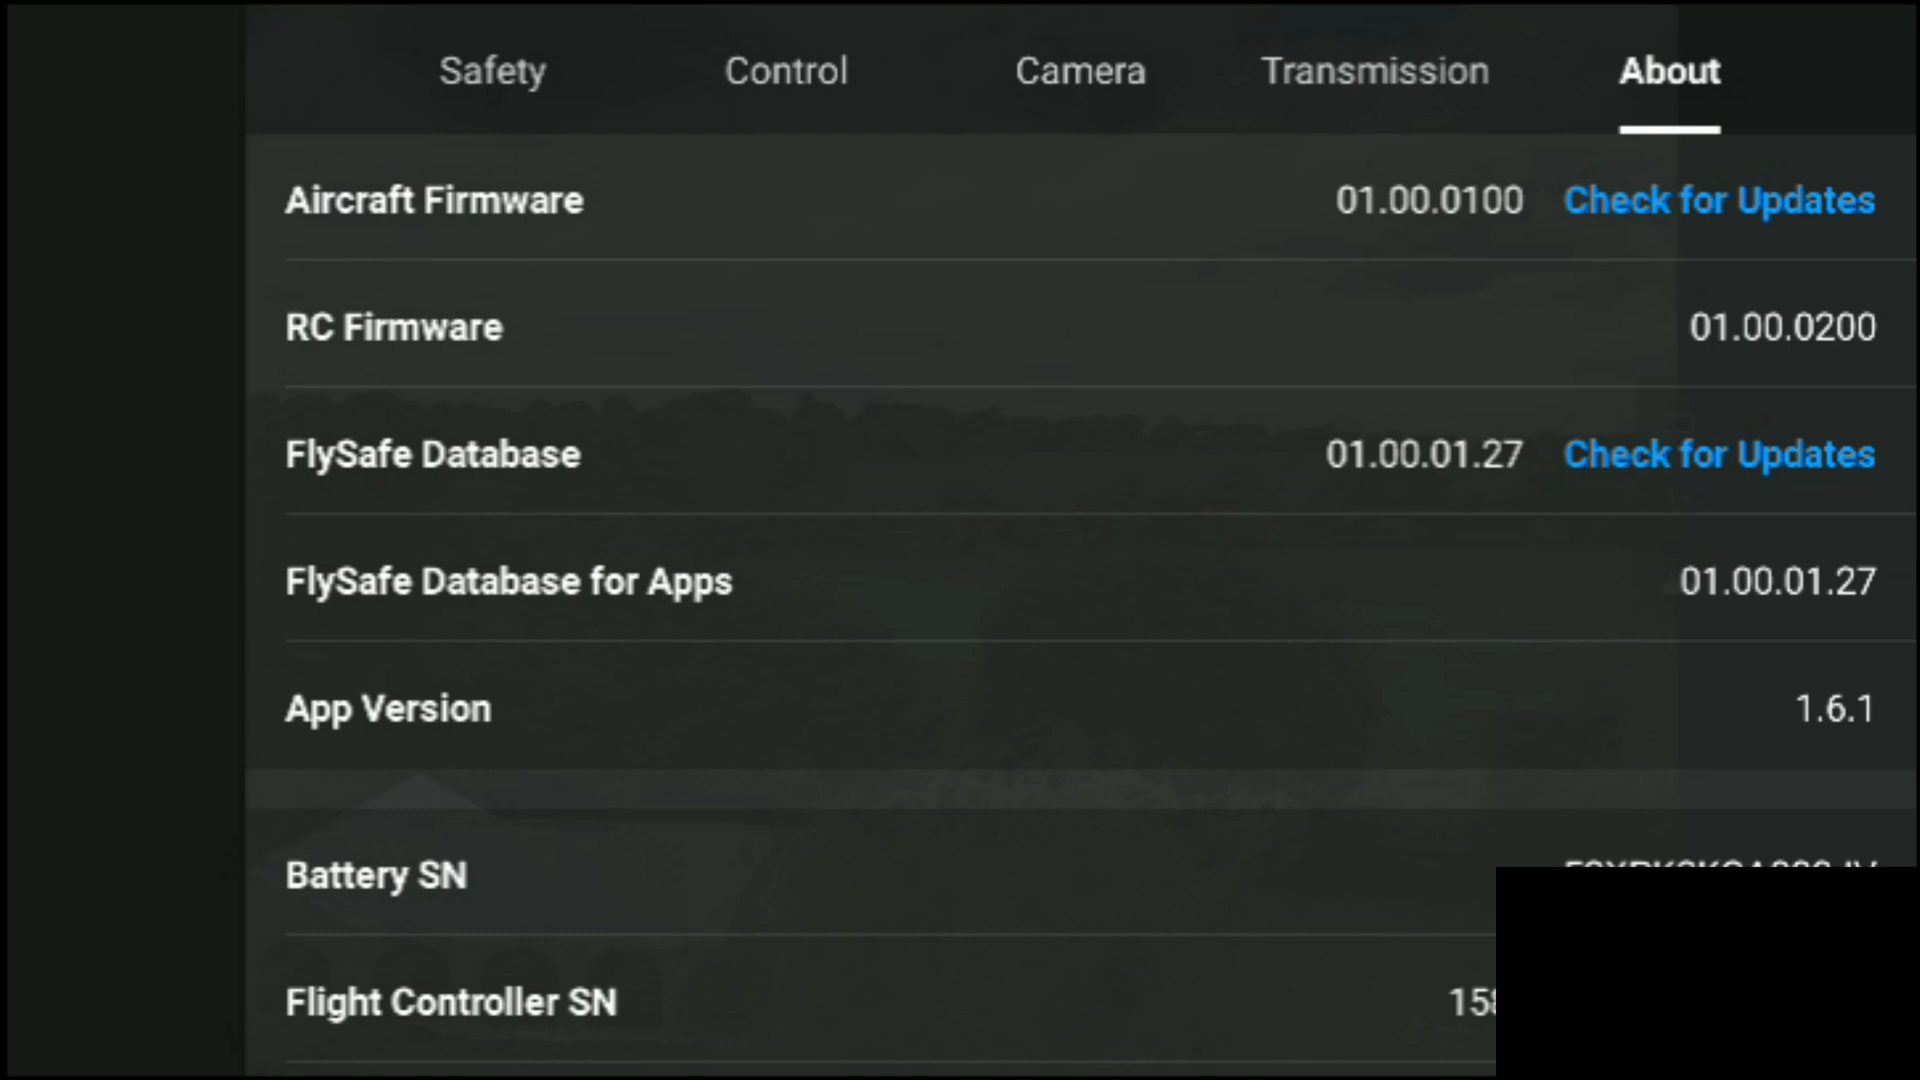 Safety Control Camera Transmission About
Aircraft Firmware 01.00.0100 Check for Updates
RC Firmware 01.00.0200
FlySafe Database 01.00.01.27 Check for Updates
FlySafe Database for Apps 01.00.01.27
App Version 1.6.1
Battery SN
Flight Controller SN